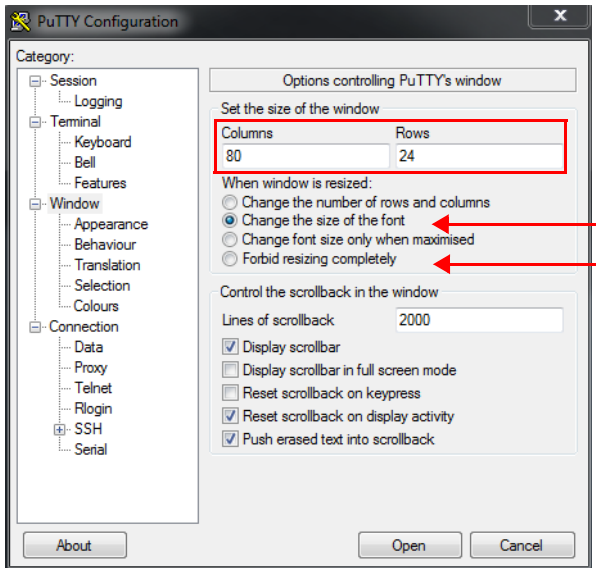 PuTTY Configuration
x
Category:
Session
Logging
Terminal
Keyboard
Bell
Features
Window
Appearance
Behaviour
Translation
Selection
Colours
Connection
Data
Proxy
Telnet
Rlogin
SSH
Serial
Options controlling PuTTY's window
Set the size of the window
Columns Rows
80 24
When window is resized:
Change the number of rows and columns
Change the size of the font
Change font size only when maximised
Forbid resizing completely
Control the scrollback in the window
Lines of scrollback 2000
Display scrollbar
Display scrollbar in full screen mode
Reset scrollback on keypress
Reset scrollback on display activity
Push erased text into scrollback
About Open Cancel